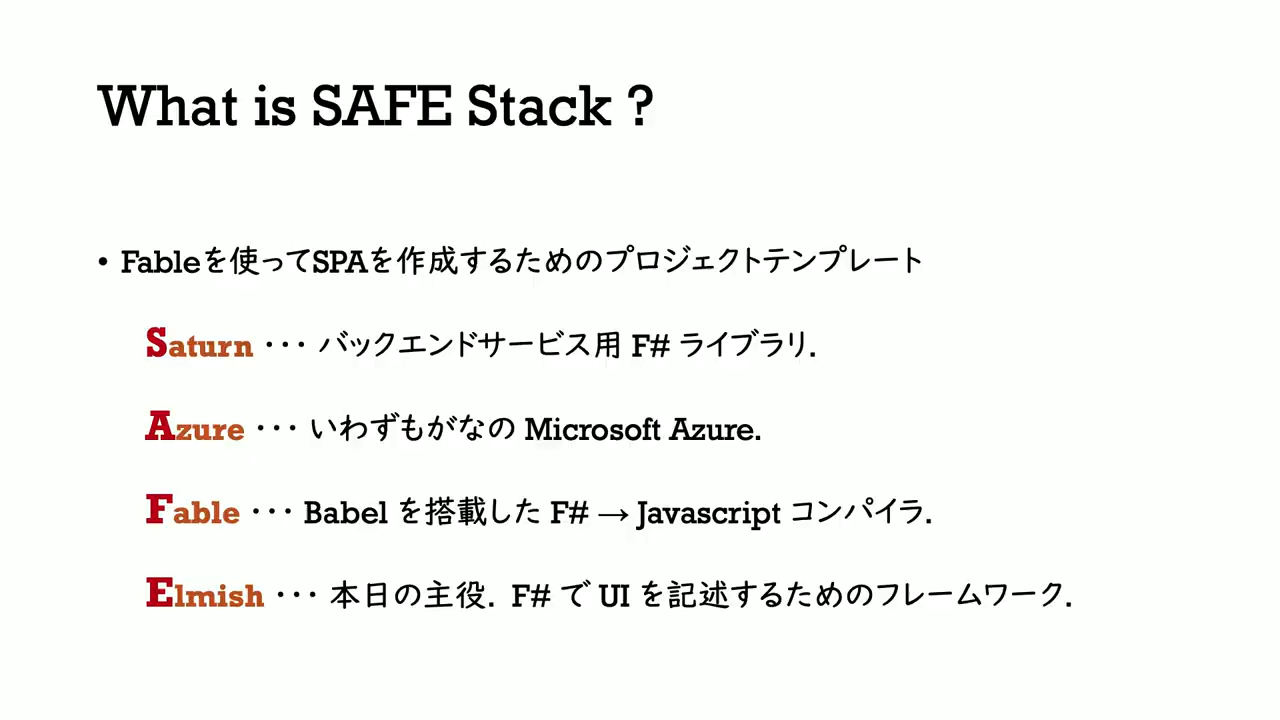 What is SAFE Stack ?
• Fableを使ってSPAを作成するためのプロジェクトテンプレート
Saturn ・・・ バックエンドサービス用 F# ライブラリ.
Azure ・・・ いわずもがなの Microsoft Azure.
Fable ・・・ Babel を搭載した F# → Javascript コンパイラ.
Elmish ・・・ 本日の主役. F# で UI を記述するためのフレームワーク.